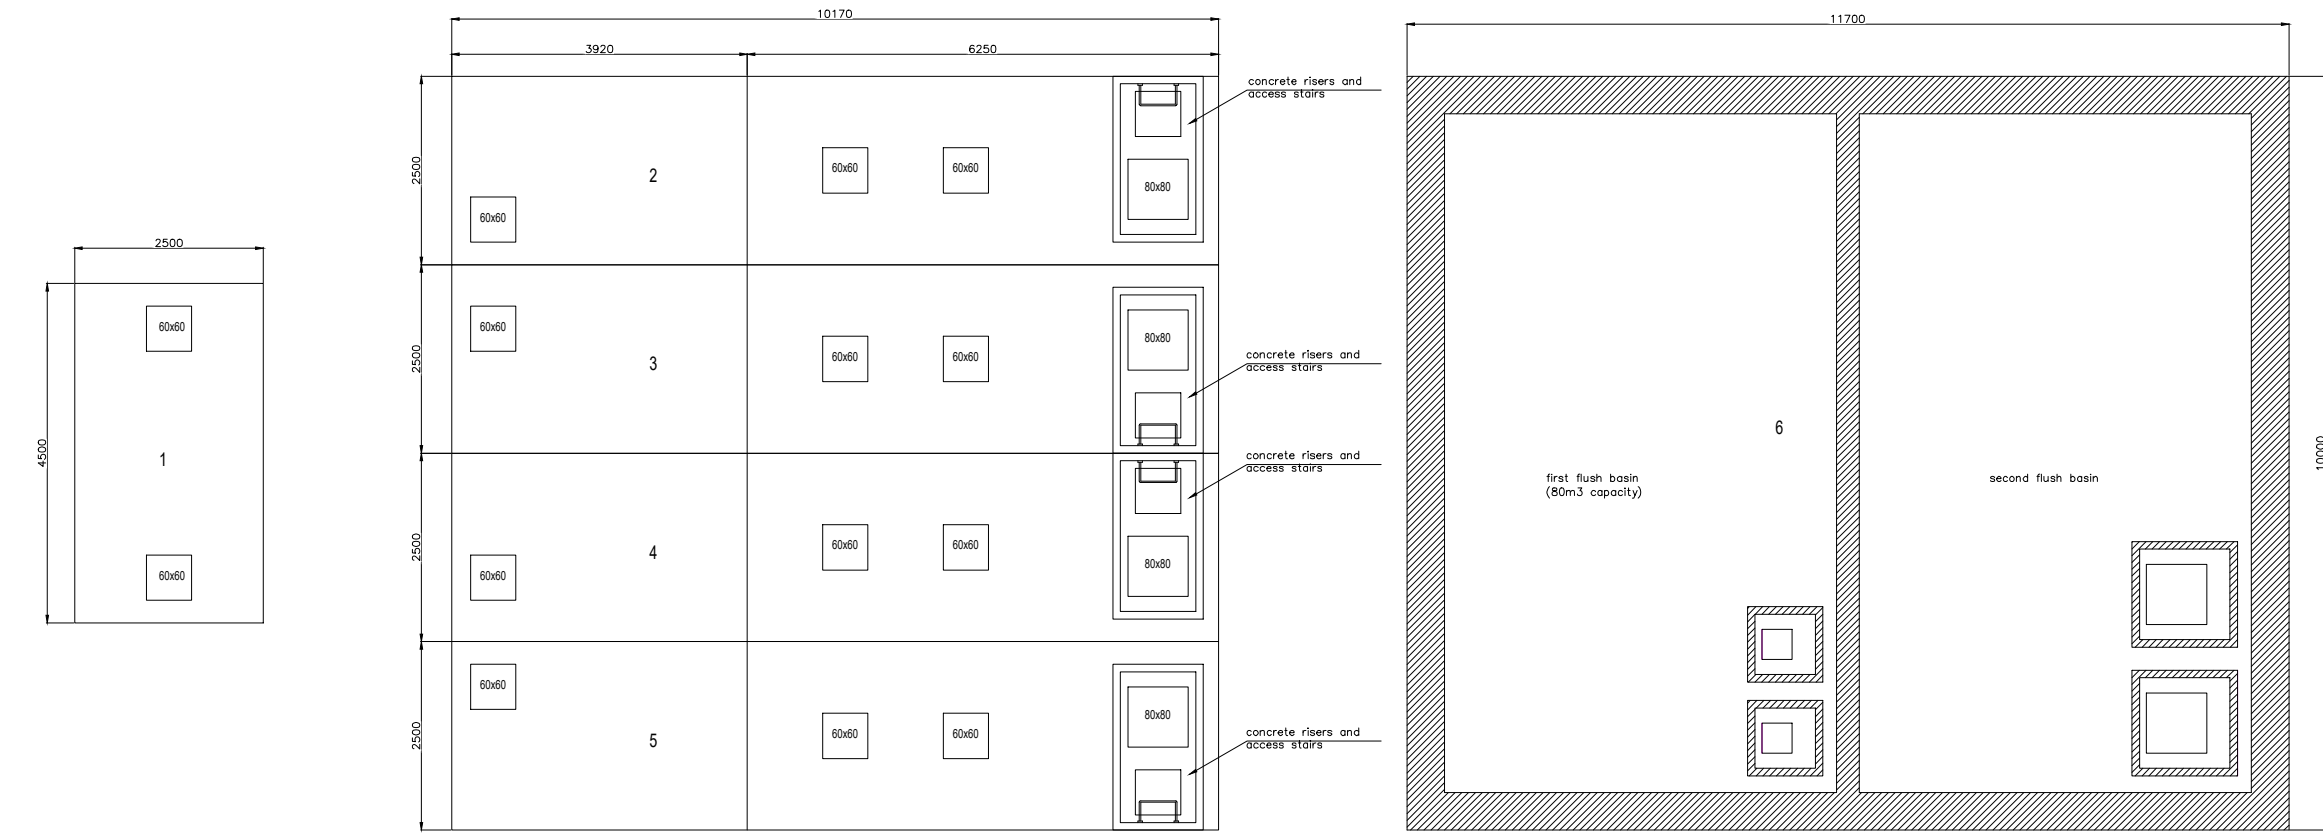 10170
11700
3920
6250
concrete risers and
access stairs
2500
2
60x60
60x60
60x60
80x80
2500
4500
1
60x60
60x60
2500
3
60x60
60x60
60x60
80x80
concrete risers and
access stairs
6
10000
2500
4
60x60
60x60
60x60
80x80
concrete risers and
access stairs
first flush basin
(80m3 capacity)
second flush basin
2500
5
60x60
60x60
60x60
80x80
concrete risers and
access stairs